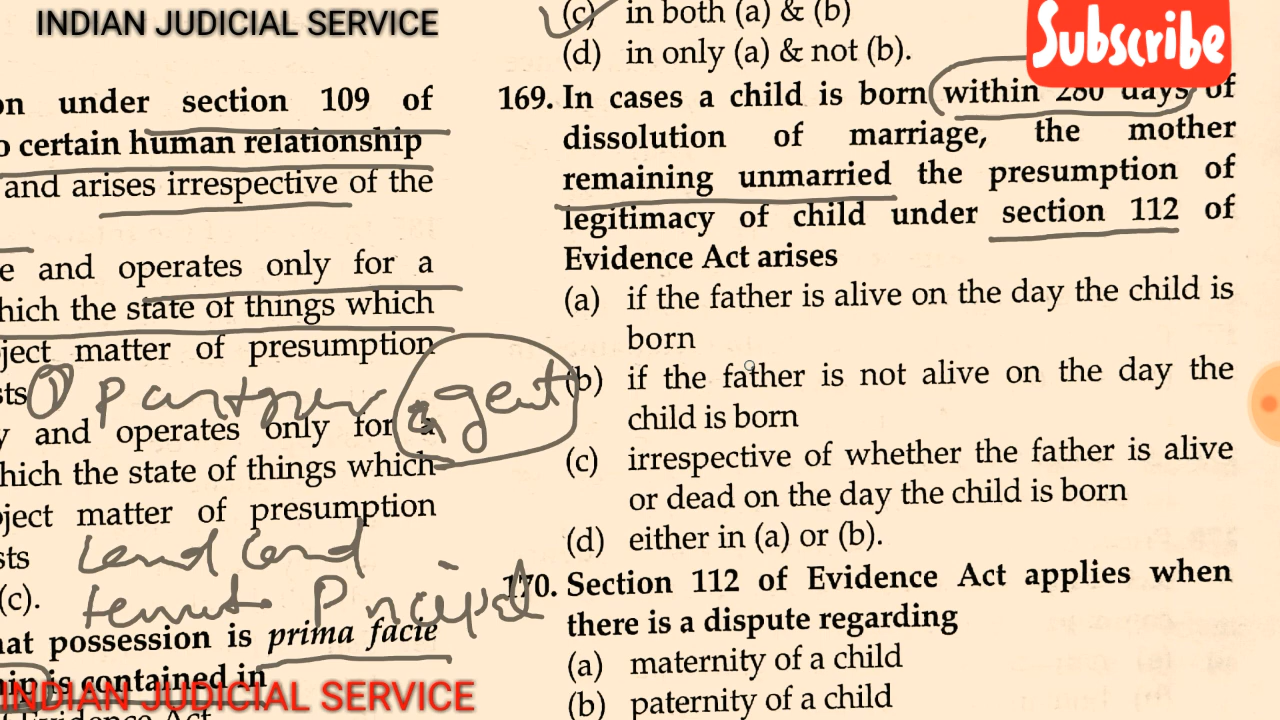 INDIAN JUDICIAL SERVICE
on under section 109 of
o certain human relationship
and arises irrespective of the
e and operates only for a
hich the state of things which
ject matter of presumption
sts ① Partner agent
y and operates only for a
hich the state of things which
ject matter of presumption
sts
(c). Principal
hat possession is prima facie
hip is contained in
INDIAN JUDICIAL SERVICE
Evidence Act
(c) in both (a) & (b)
(d) in only (a) & not (b).
Subscribe
169. In cases a child is born within 280 days of
dissolution of marriage, the mother
remaining unmarried the presumption of
legitimacy of child under section 112 of
Evidence Act arises
(a) if the father is alive on the day the child is
born
(b) if the father is not alive on the day the
child is born
(c) irrespective of whether the father is alive
or dead on the day the child is born
(d) either in (a) or (b).
170. Section 112 of Evidence Act applies when
there is a dispute regarding
(a) maternity of a child
(b) paternity of a child